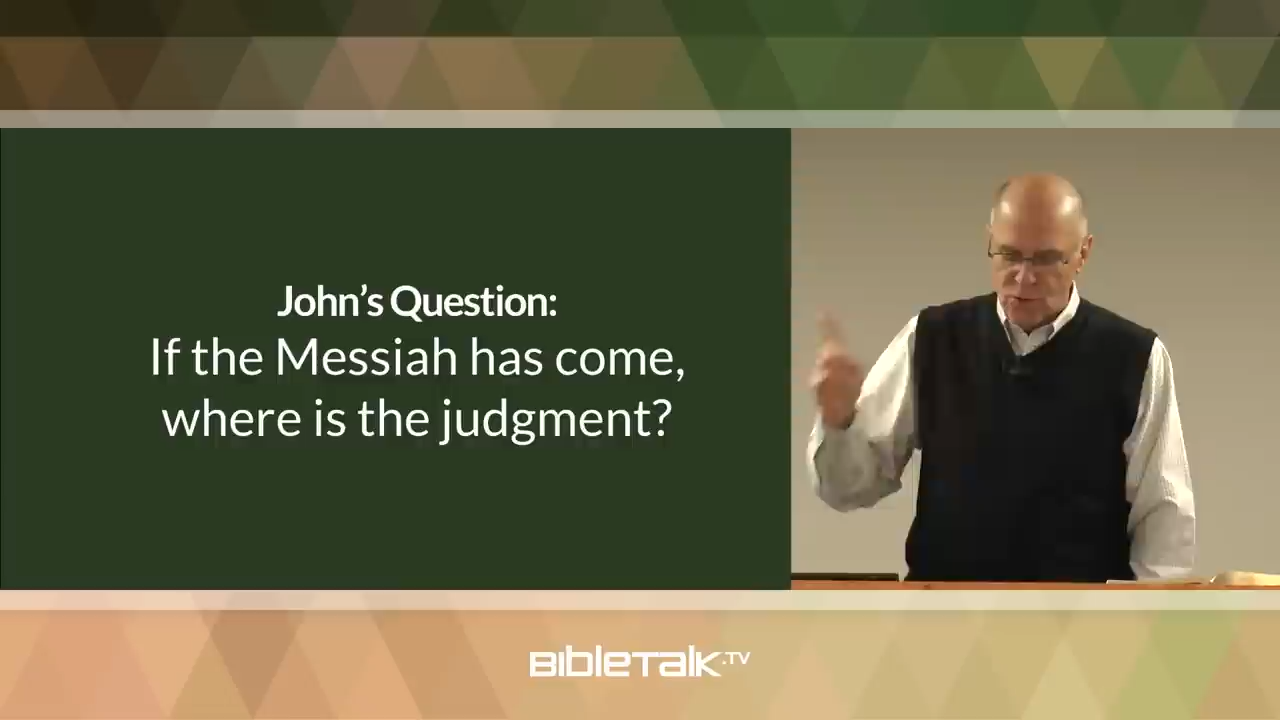 John’s Question:
If the Messiah has come,
where is the judgment?
BIBLETALK.TV